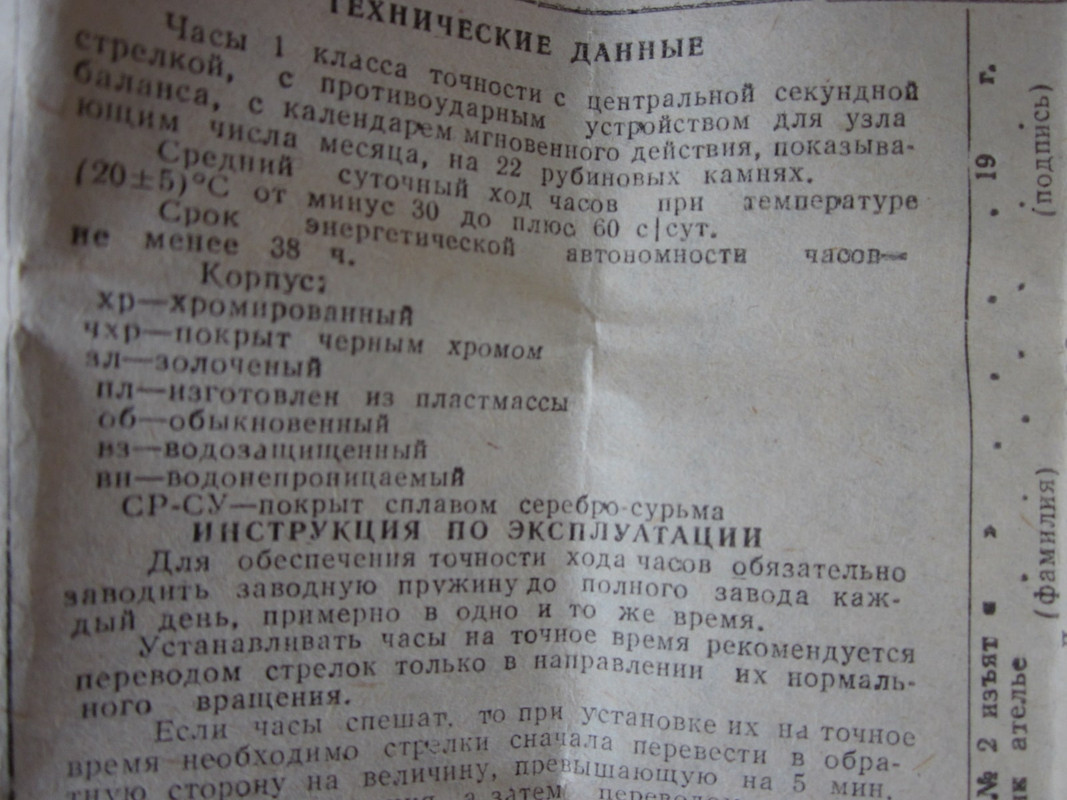 ТЕХНИЧЕСКИЕ ДАННЫЕ
Часы 1 класса точности с центральной секундной
стрелкой, с противоударным устройством для узла
баланса, с календарем мгновенного действия, показыва-
ющим числа месяца, на 22 рубиновых камнях.
Средний суточный ход часов при температуре
(20±5)°С от минус 30 до плюс 60 с/сут.
Срок энергетической автономности часов—
не менее 38 ч.
Корпус:
хр—хромированный
чхр—покрыт черным хромом
зл—золоченый
пл—изготовлен из пластмассы
об—обыкновенный
вз—водозащищенный
вн—водонепроницаемый
СР-СУ—покрыт сплавом серебро-сурьма
ИНСТРУКЦИЯ ПО ЭКСПЛУАТАЦИИ
Для обеспечения точности хода часов обязательно
заводить заводную пружину до полного завода каж-
дый день, примерно в одно и то же время.
Устанавливать часы на точное время рекомендуется
переводом стрелок только в направлении их нормаль-
ного вращения.
Если часы спешат, то при установке их на точное
время необходимо стрелки сначала перевести в обра-
тную сторону на величину, превышающую на 5 мин.
а затем
№ 2 изъят « » . . . 19 г.
ателье (фамилия) (подпись)